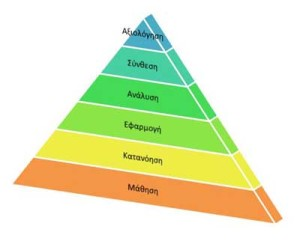 Αξιολόγηση
Σύνθεση
Ανάλυση
Εφαρμογή
Κατανόηση
Μάθηση